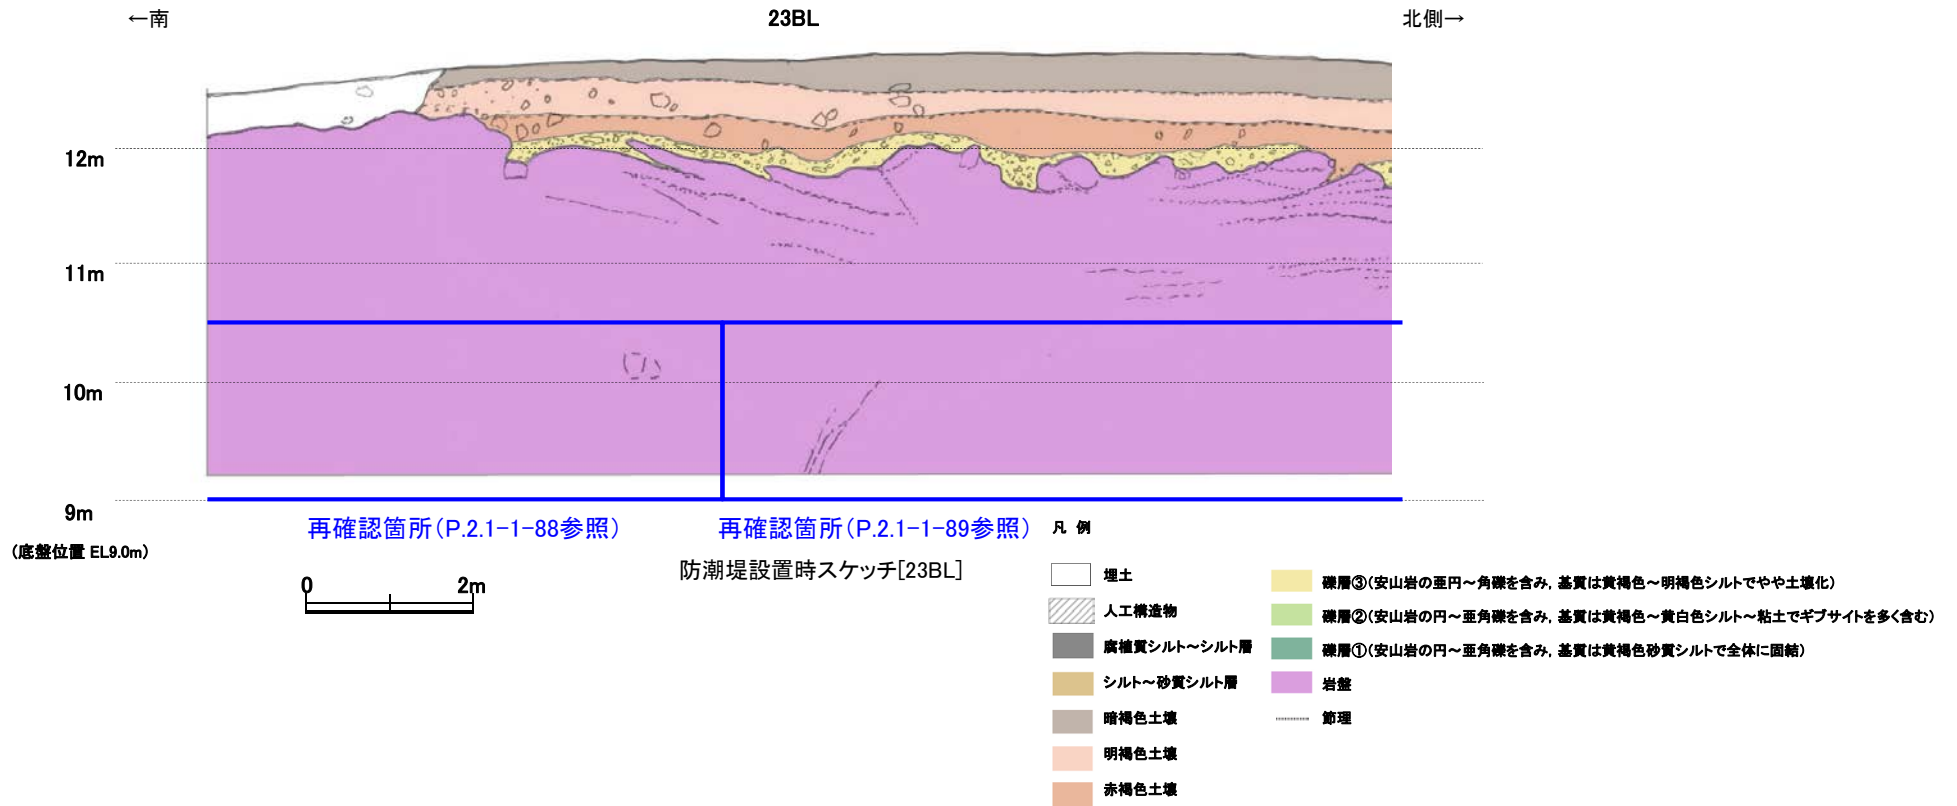 ←南
23BL
北側→
12m
11m
10m
9m
(底盤位置 EL9.0m)
再確認箇所(P.2.1-1-88参照)
再確認箇所(P.2.1-1-89参照)
防潮堤設置時スケッチ[23BL]
0 2m
凡 例
埋土
人工構造物
腐植質シルト～シルト層
シルト～砂質シルト層
暗褐色土壌
明褐色土壌
赤褐色土壌
礫層③(安山岩の亜円～角礫を含み，基質は黄褐色～明褐色シルトでやや土壌化)
礫層②(安山岩の円～亜角礫を含み，基質は黄褐色～黄白色シルト～粘土でギブサイトを多く含む)
礫層①(安山岩の円～亜角礫を含み，基質は黄褐色砂質シルトで全体に固結)
岩盤
節理